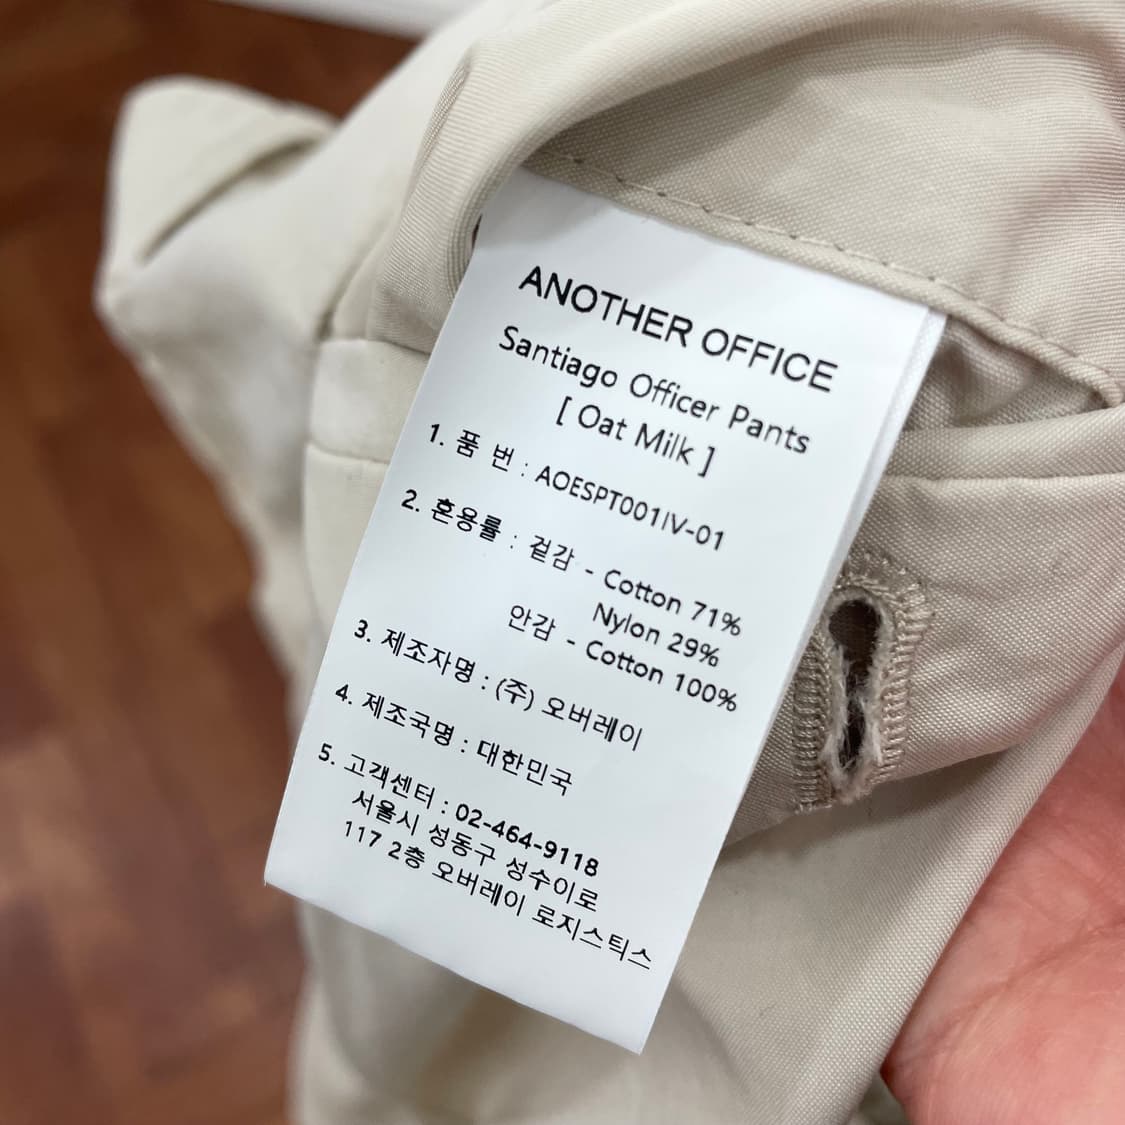 ANOTHER OFFICE
Santiago Officer Pants
[ Oat Milk ]
1. 품 번 : AOESPT001IV-01
2. 혼용률 : 겉감 - Cotton 71%
Nylon 29%
안감 - Cotton 100%
3. 제조자명 : (주) 오버레이
4. 제조국명 : 대한민국
5. 고객센터 : 02-464-9118
서울시 성동구 성수이로
117 2층 오버레이 로지스틱스